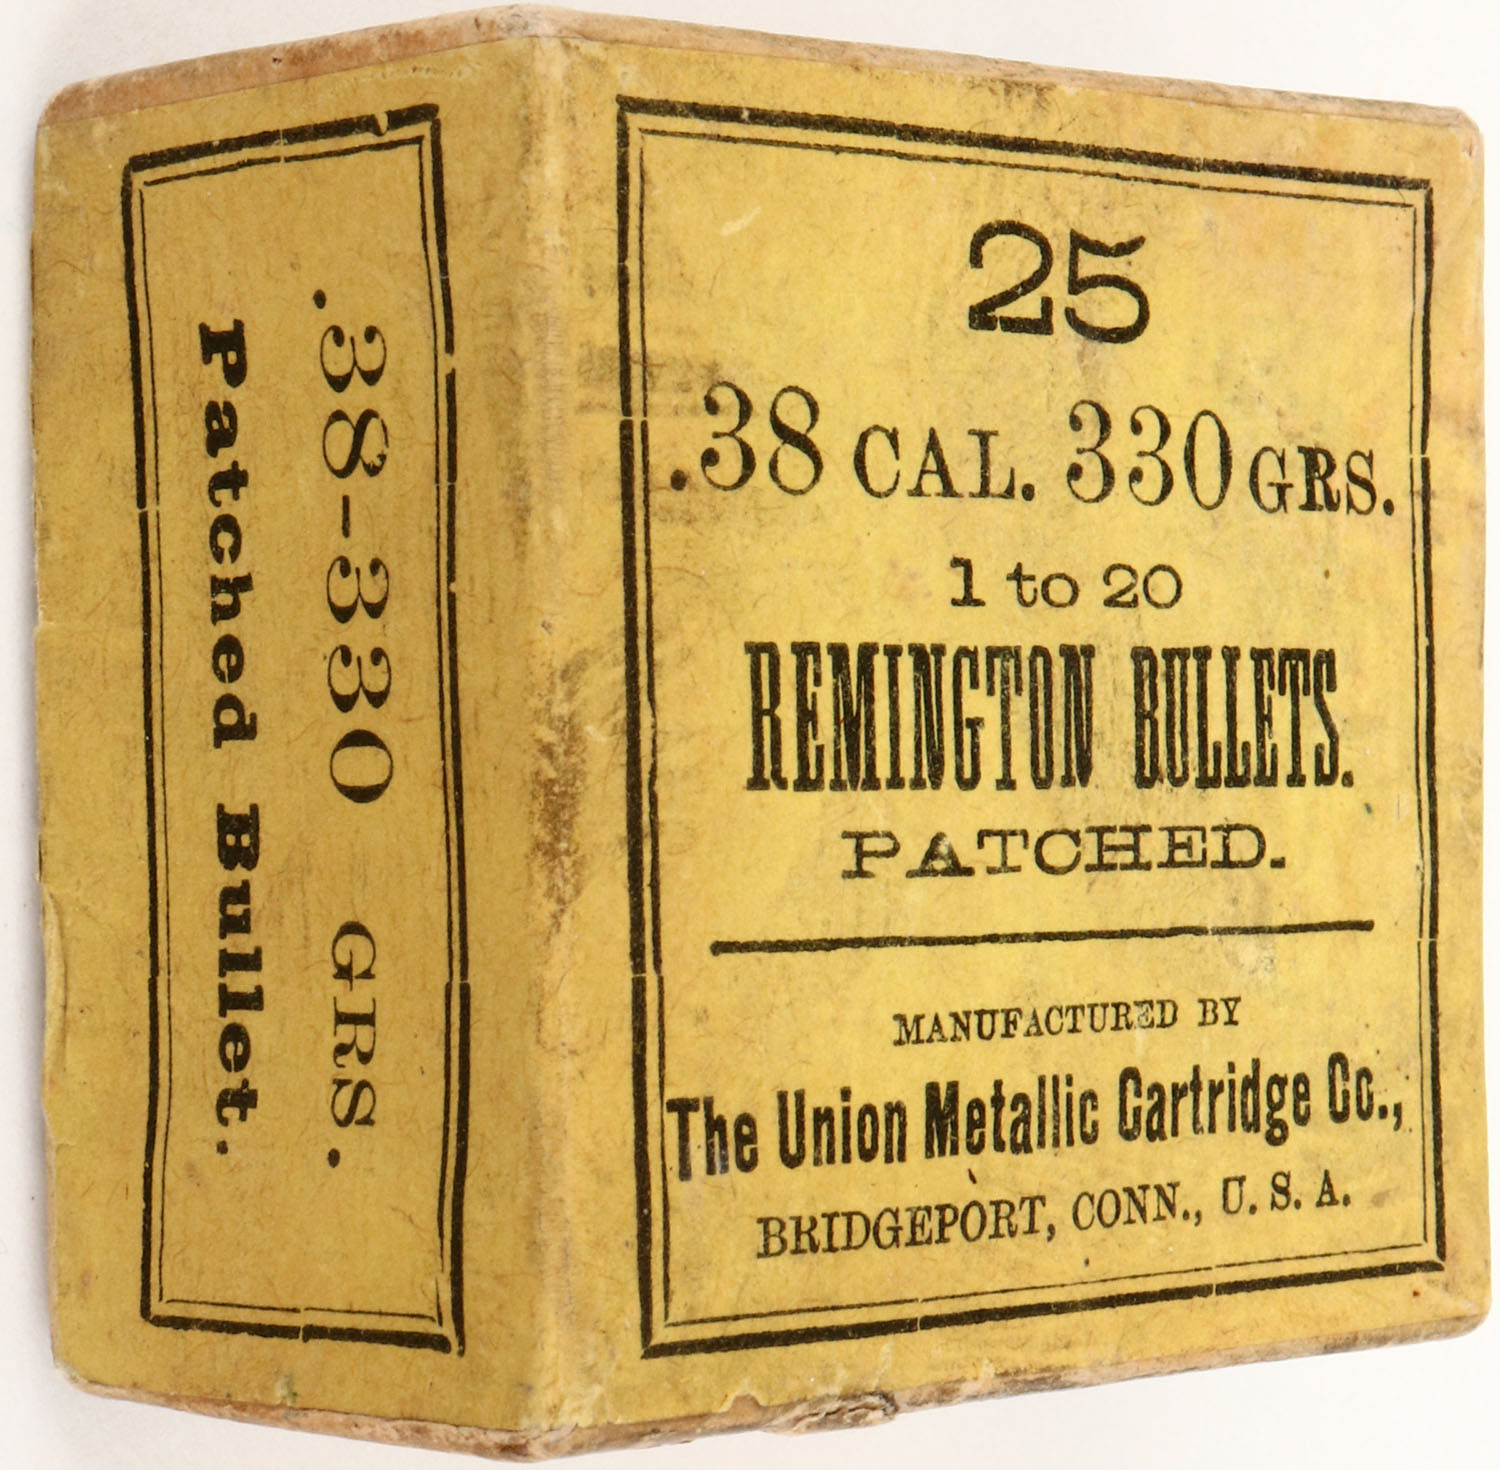 .38-330 GRS.
Patched Bullet.
25
.38 CAL. 330 GRS.
1 to 20
REMINGTON BULLETS.
PATCHED.
MANUFACTURED BY
The Union Metallic Cartridge Co.,
BRIDGEPORT, CONN., U. S. A.